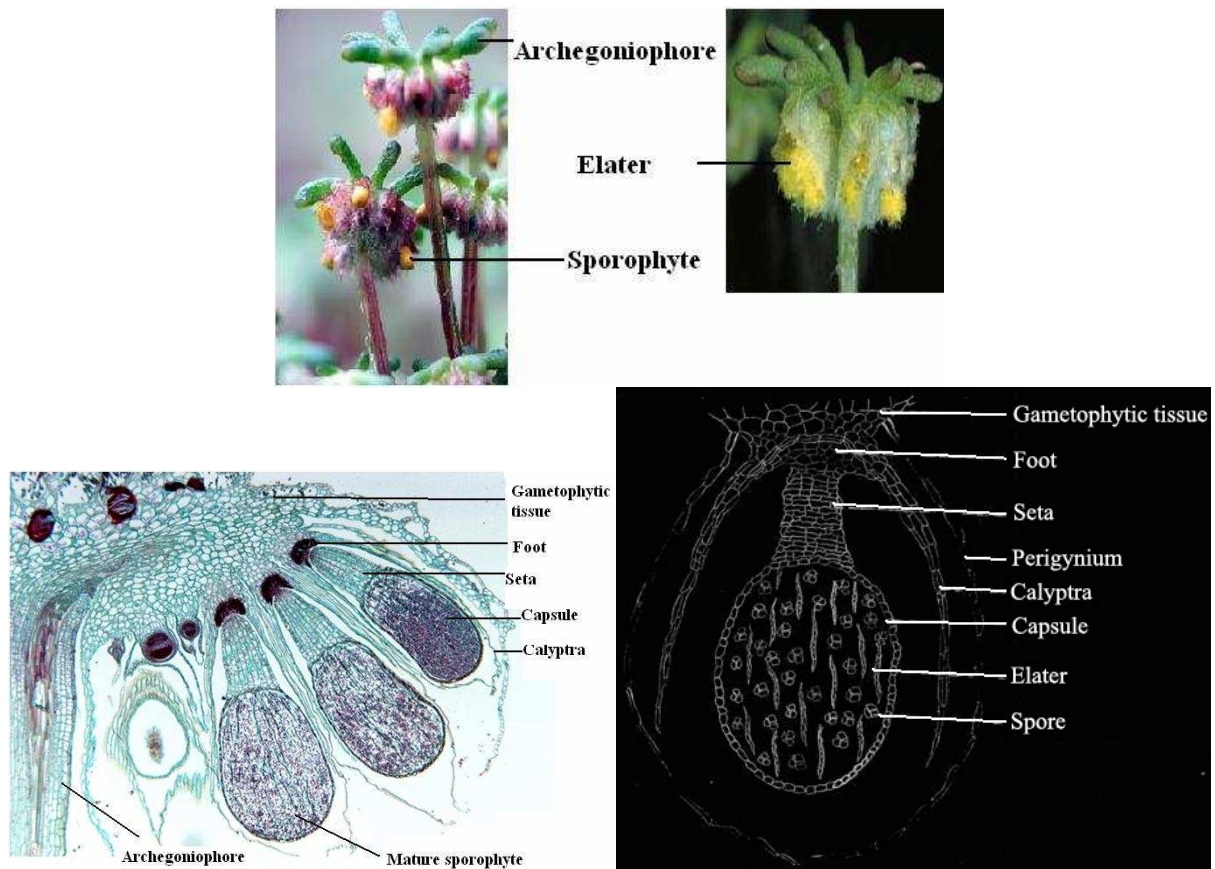 Archegoniophore
Elater
Sporophyte
Gametophytic
tissue
Foot
Seta
Capsule
Calyptra
Archegoniophore
Mature sporophyte
Gametophytic tissue
Foot
Seta
Perigynium
Calyptra
Capsule
Elater
Spore